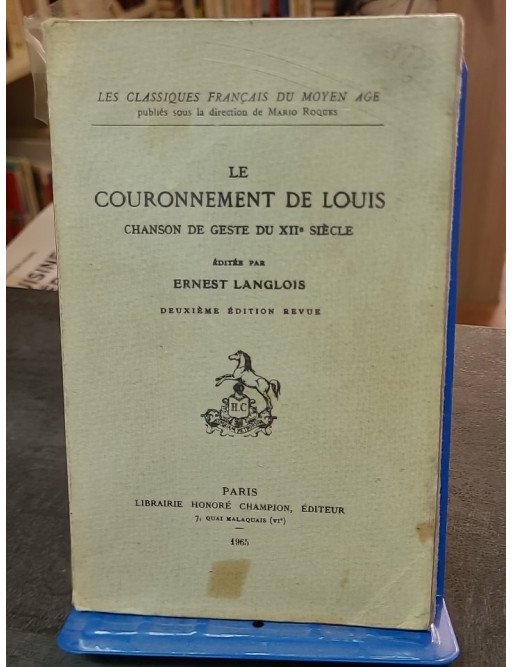 LES CLASSIQUES FRANÇAIS DU MOYEN AGE
publiés sous la direction de MARIO ROQUES
LE
COURONNEMENT DE LOUIS
CHANSON DE GESTE DU XIIᵉ SIÈCLE
ÉDITÉE PAR
ERNEST LANGLOIS
DEUXIÈME ÉDITION REVUE
H.C
PARIS
LIBRAIRIE HONORÉ CHAMPION, ÉDITEUR
7, QUAI MALAQUAIS (VIᵉ)
1965